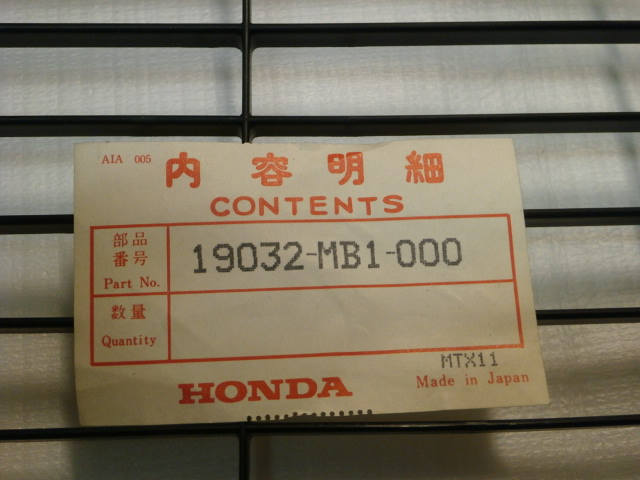 AIA 005
内容明細
CONTENTS
部品
番号
Part No.
19032-MB1-000
数量
Quantity
MTX11
HONDA
Made in Japan